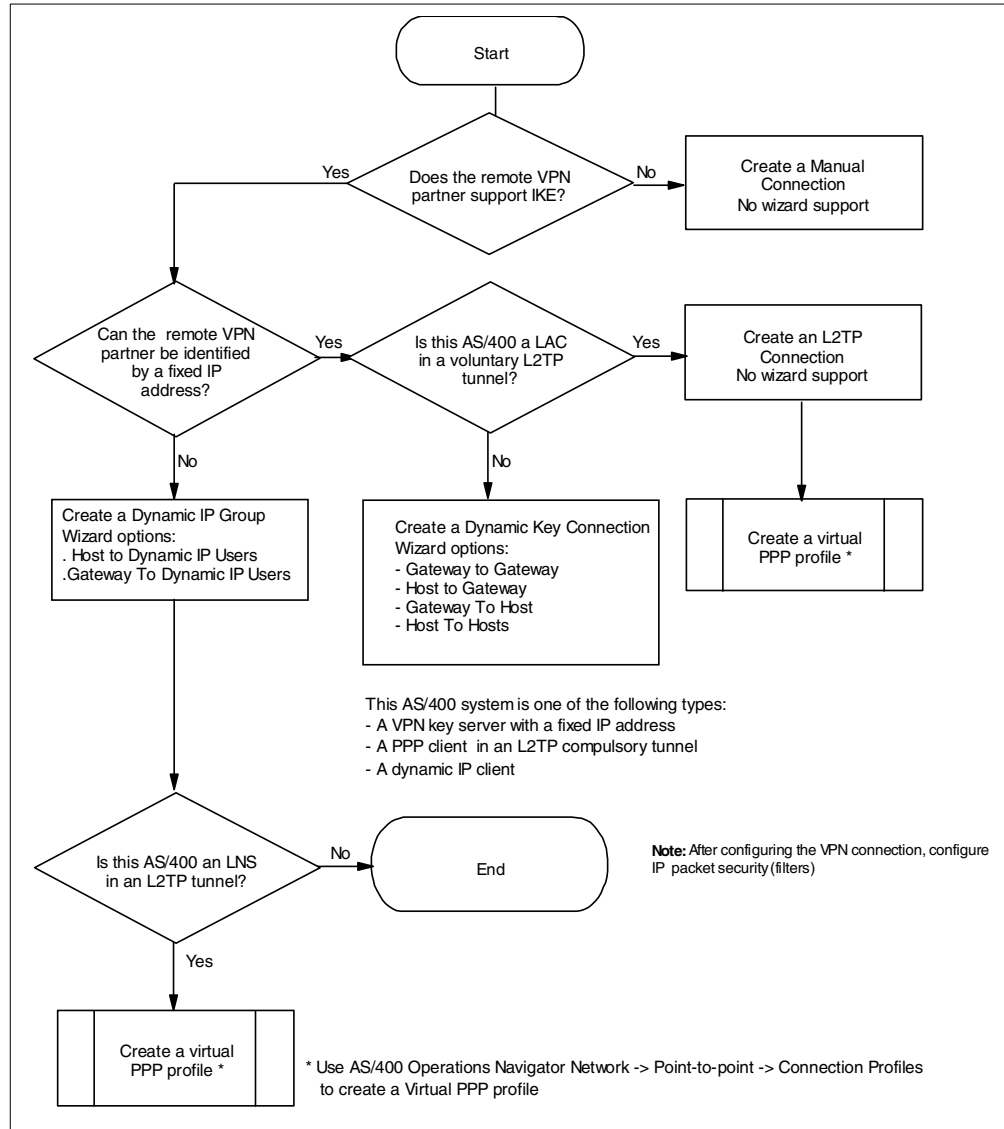 Start
Does the remote VPN
partner support IKE?
Yes
No
Create a Manual
Connection
No wizard support
Can the remote VPN
partner be identified
by a fixed IP
address?
Yes
Is this AS/400 a LAC
in a voluntary L2TP
tunnel?
Yes
Create an L2TP
Connection
No wizard support
No
No
Create a Dynamic IP Group
Wizard options:
. Host to Dynamic IP Users
.Gateway To Dynamic IP Users
Create a Dynamic Key Connection
Wizard options:
- Gateway to Gateway
- Host to Gateway
- Gateway To Host
- Host To Hosts
Create a virtual
PPP profile *
This AS/400 system is one of the following types:
- A VPN key server with a fixed IP address
- A PPP client in an L2TP compulsory tunnel
- A dynamic IP client
Is this AS/400 an LNS
in an L2TP tunnel?
No
End
Note: After configuring the VPN connection, configure
IP packet security (filters)
Yes
Create a virtual
PPP profile *
* Use AS/400 Operations Navigator Network -> Point-to-point -> Connection Profiles
to create a Virtual PPP profile